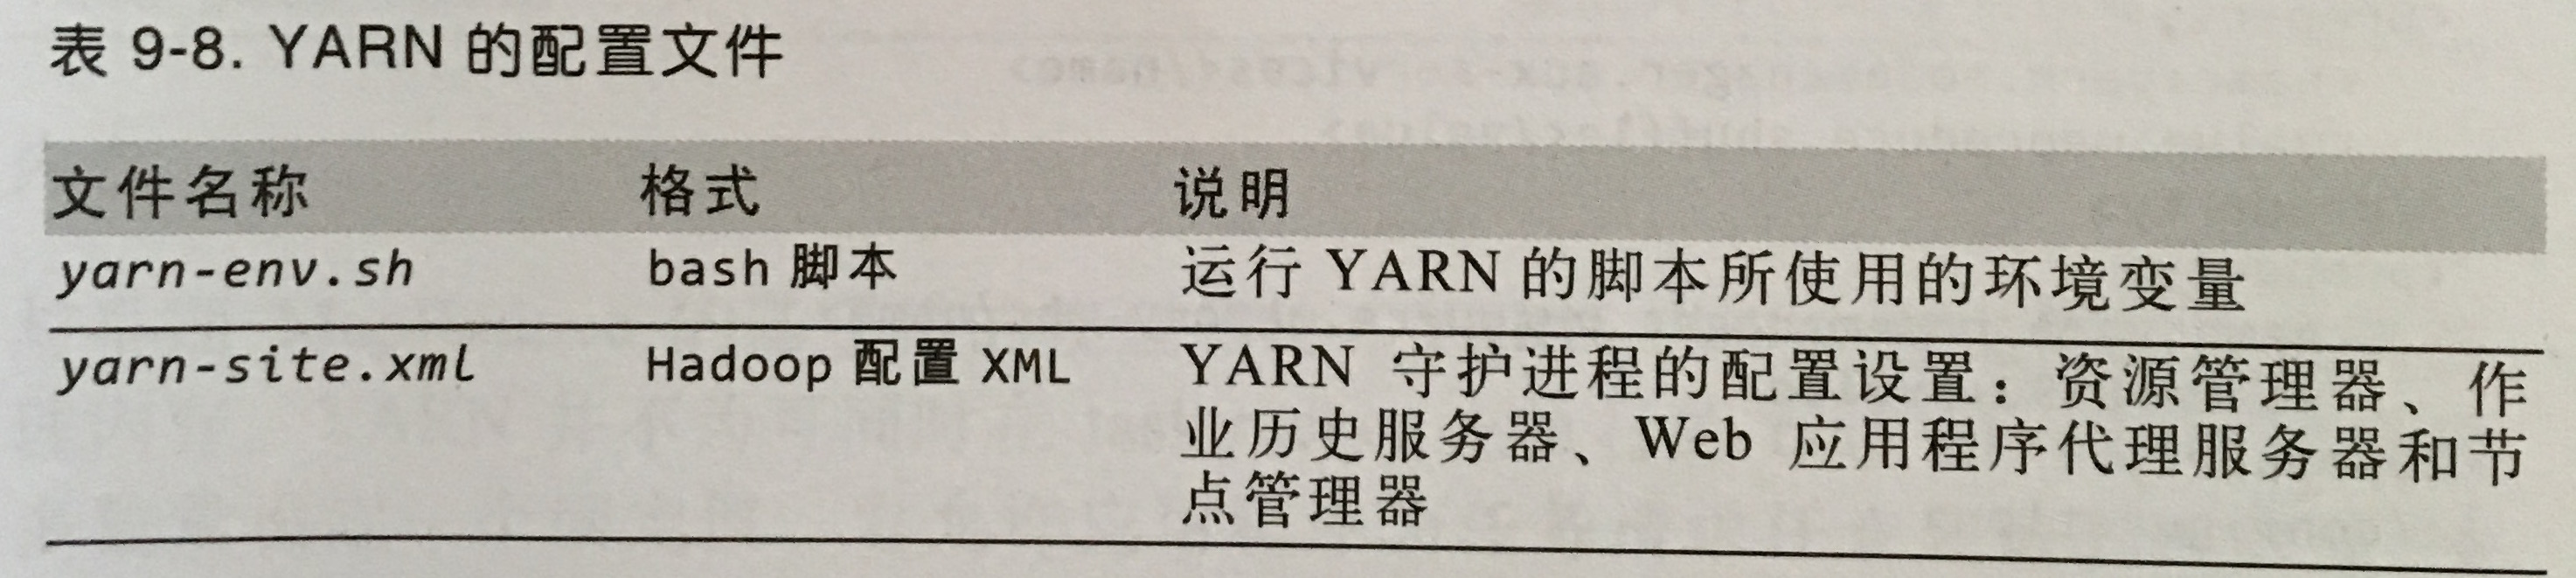 表 9-8. YARN 的配置文件
文件名称 格式 说明
yarn-env.sh bash 脚本 运行 YARN 的脚本所使用的环境变量
yarn-site.xml Hadoop 配置 XML YARN 守护进程的配置设置：资源管理器、作
业历史服务器、Web 应用程序代理服务器和节
点管理器